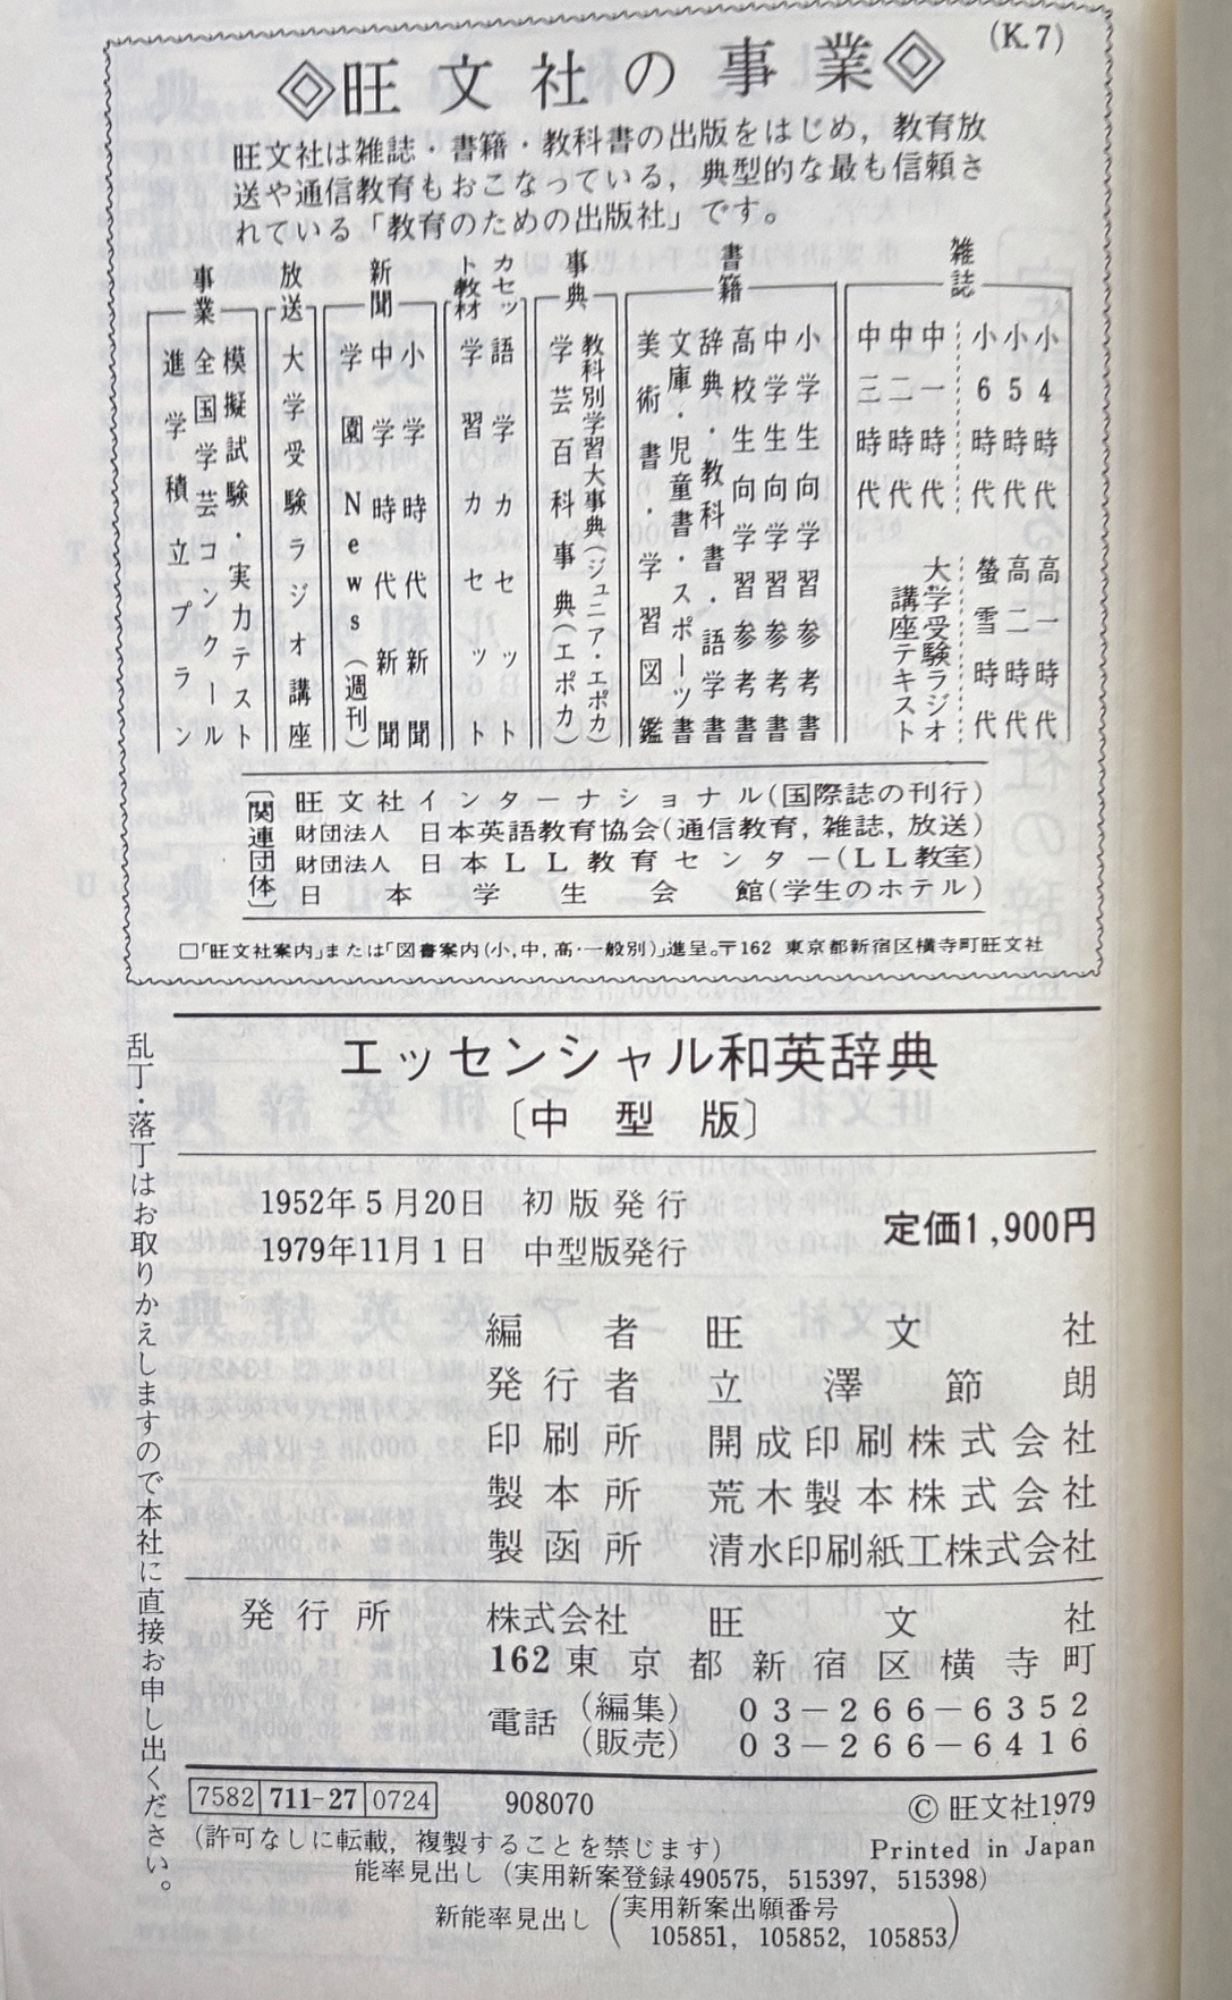 (K.7)
◇旺文社の事業◇
旺文社は雑誌・書籍・教科書の出版をはじめ，教育放
送や通信教育もおこなっている，典型的な最も信頼さ
れている「教育のための出版社」です。
雑誌
小4時代
小5時代
小6時代
中一時代
中二時代
中三時代
高一時代
高二時代
螢雪時代
大学受験ラジオ
講座テキスト
書籍
小学生向学習参考書
中学生向学習参考書
高校生向学習参考書
辞典・教科書・語学書
文庫・児童書・スポーツ書
美術書・学習図鑑
事典
教科別学習大事典(ジュニア・エポカ)
学芸百科事典(エポカ)
カセット教材
語学カセット
学習カセット
新聞
小学時代新聞
中学時代新聞
学園News(週刊)
放送
大学受験ラジオ講座
事業
模擬試験・実力テスト
全国学芸コンクール
進学積立プラン
〔関連団体〕
旺文社インターナショナル(国際誌の刊行)
財団法人 日本英語教育協会(通信教育，雑誌，放送)
財団法人 日本LL教育センター(LL教室)
日本学生会館(学生のホテル)
□「旺文社案内」または「図書案内(小,中,高・一般別)」進呈。〒162 東京都新宿区横寺町旺文社
エッセンシャル和英辞典
〔中型版〕
1952年5月20日 初版発行
1979年11月1日 中型版発行
定価1,900円
編者 旺文社
発行者 立澤節朗
印刷所 開成印刷株式会社
製本所 荒木製本株式会社
製函所 清水印刷紙工株式会社
発行所 株式会社 旺文社
162 東京都新宿区横寺町
電話 (編集) 03-266-6352
(販売) 03-266-6416
7582 711-27 0724 908070 © 旺文社1979
(許可なしに転載，複製することを禁じます) Printed in Japan
能率見出し (実用新案登録490575, 515397, 515398)
新能率見出し (実用新案出願番号
105851, 105852, 105853)
乱丁・落丁はお取りかえしますので本社に直接お申し出ください。